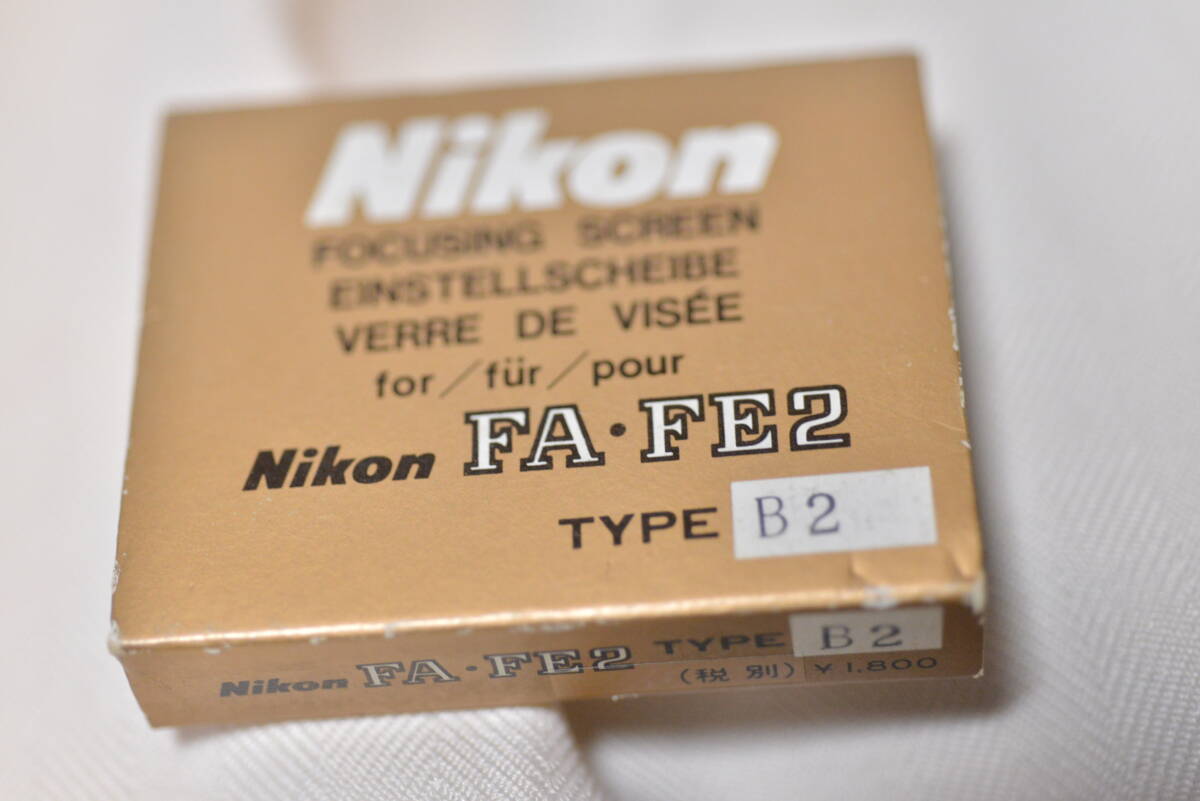 Nikon
FOCUSING SCREEN
EINSTELLSCHEIBE
VERRE DE VISÉE
for/für/pour
Nikon FA·FE2
TYPE B2
Nikon FA·FE2 TYPE B2
(税別) ¥1.800